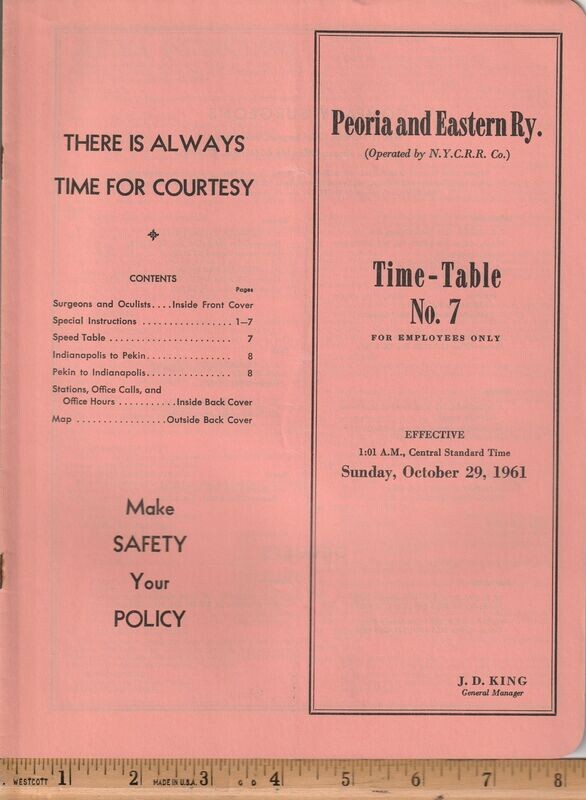 THERE IS ALWAYS
TIME FOR COURTESY
CONTENTS
Pages
Surgeons and Oculists....Inside Front Cover
Special Instructions ................ 1—7
Speed Table ...................... 7
Indianapolis to Pekin............... 8
Pekin to Indianapolis............... 8
Stations, Office Calls, and
Office Hours ...........Inside Back Cover
Map ................Outside Back Cover
Make
SAFETY
Your
POLICY
Peoria and Eastern Ry.
(Operated by N.Y.C.R.R. Co.)
Time-Table
No. 7
FOR EMPLOYEES ONLY
EFFECTIVE
1:01 A.M., Central Standard Time
Sunday, October 29, 1961
J. D. KING
General Manager
WESTCOTT 1 2 MADE IN U.S.A. 3 G D 4 5 6 7 8